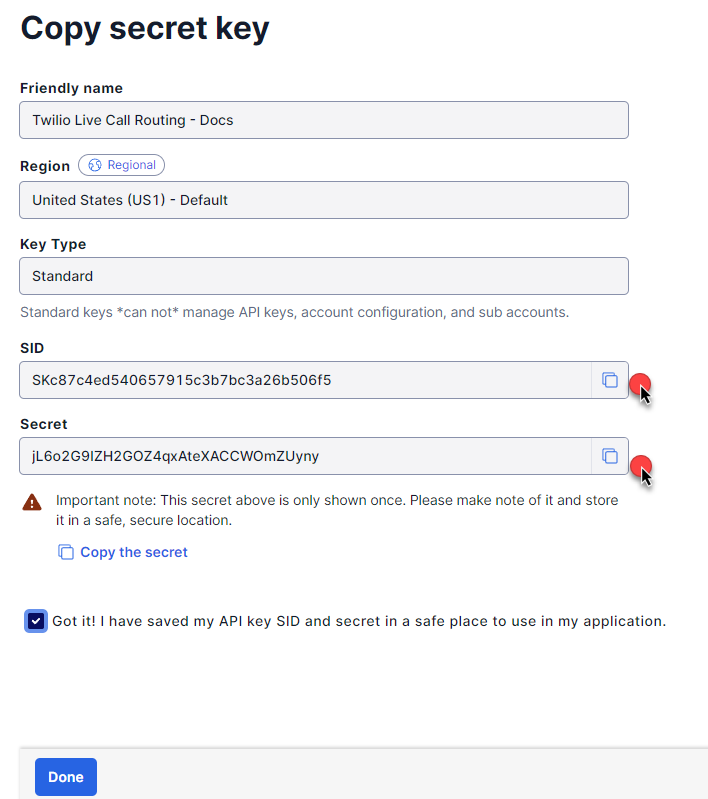 Copy secret key
Friendly name
Twilio Live Call Routing - Docs
Region Regional
United States (US1) - Default
Key Type
Standard
Standard keys *can not* manage API keys, account configuration, and sub accounts.
SID
SKc87c4ed540657915c3b7bc3a26b506f5
Secret
jL6o2G9IZH2GOZ4qxAteXACCWOmZUyny
Important note: This secret above is only shown once. Please make note of it and store
it in a safe, secure location.
Copy the secret
Got it! I have saved my API key SID and secret in a safe place to use in my application.
Done